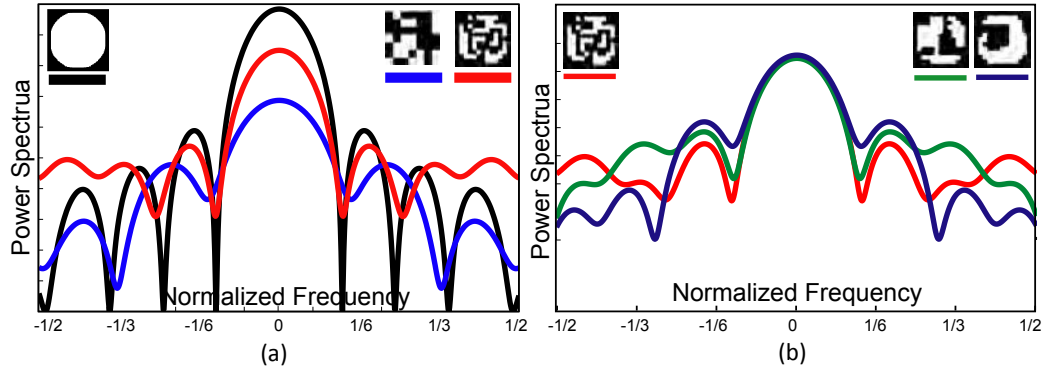 Power Spectrua
Normalized Frequency
-1/2 -1/3 -1/6 0 1/6 1/3 1/2
(a)
Power Spectrua
Normalized Frequency
-1/2 -1/3 -1/6 0 1/6 1/3 1/2
(b)